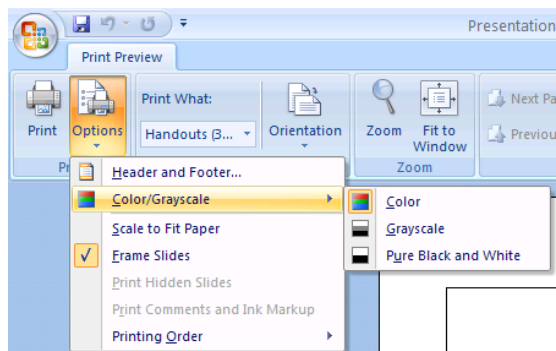 Presentation
Print Preview
Print
Options
Print What:
Handouts (3...
Orientation
Zoom
Fit to
Window
Next
Previou
Zoom
Header and Footer...
Color/Grayscale
Scale to Fit Paper
Frame Slides
Print Hidden Slides
Print Comments and Ink Markup
Printing Order
Color
Grayscale
Pure Black and White